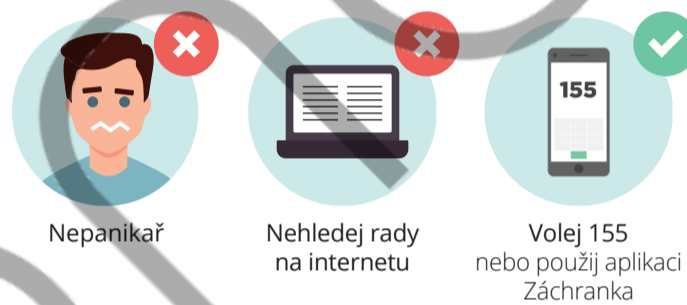 155
Nepanikař
Nehledej rady
na internetu
Volej 155
nebo použij aplikaci
Záchranka